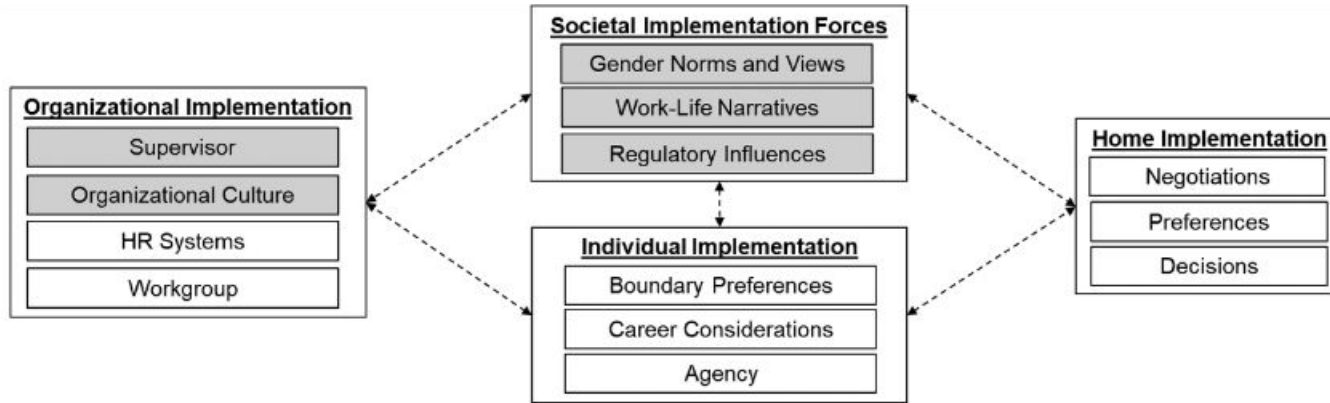 Societal Implementation Forces
Gender Norms and Views
Work-Life Narratives
Regulatory Influences
Organizational Implementation
Supervisor
Organizational Culture
HR Systems
Workgroup
Individual Implementation
Boundary Preferences
Career Considerations
Agency
Home Implementation
Negotiations
Preferences
Decisions